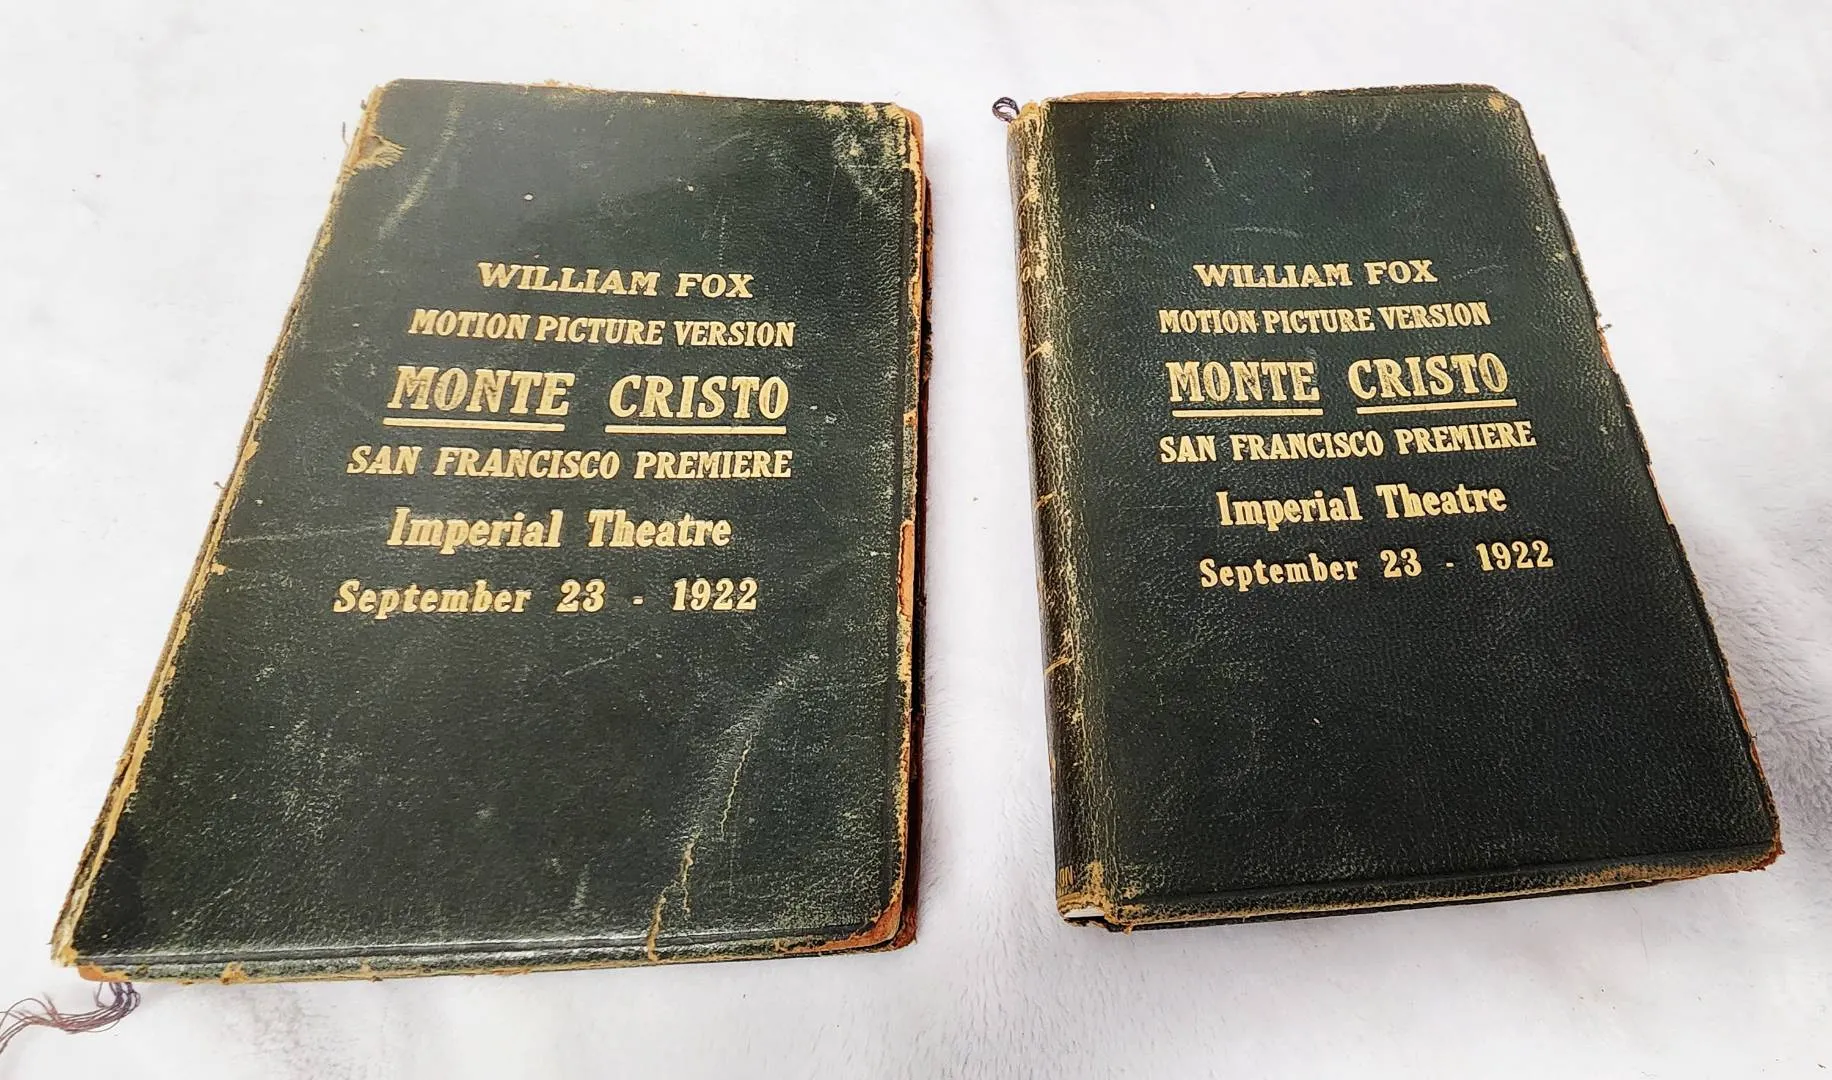 WILLIAM FOX
MOTION PICTURE VERSION
MONTE CRISTO
SAN FRANCISCO PREMIERE
Imperial Theatre
September 23 - 1922
WILLIAM FOX
MOTION PICTURE VERSION
MONTE CRISTO
SAN FRANCISCO PREMIERE
Imperial Theatre
September 23 - 1922